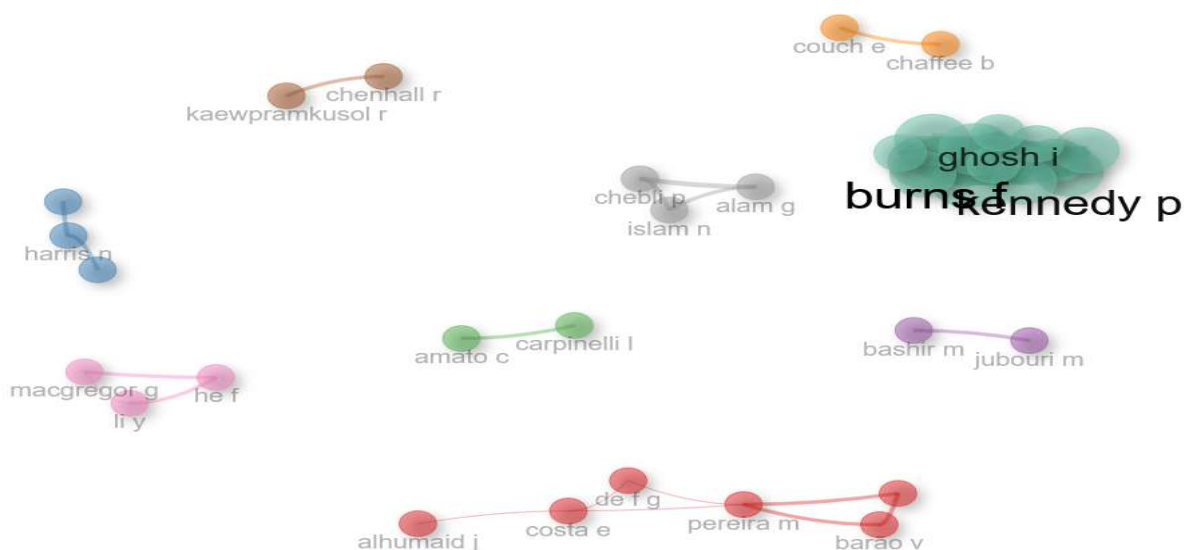 couch e
chaffee b
chenhall r
kaewpramkusol r
ghosh i
burns f
kennedy p
chebli p
alam g
islam n
harris n
amato c
carpinelli l
bashir m
jubouri m
macgregor g
he f
li y
de f g
costa e
pereira m
alhumaid j
barao v